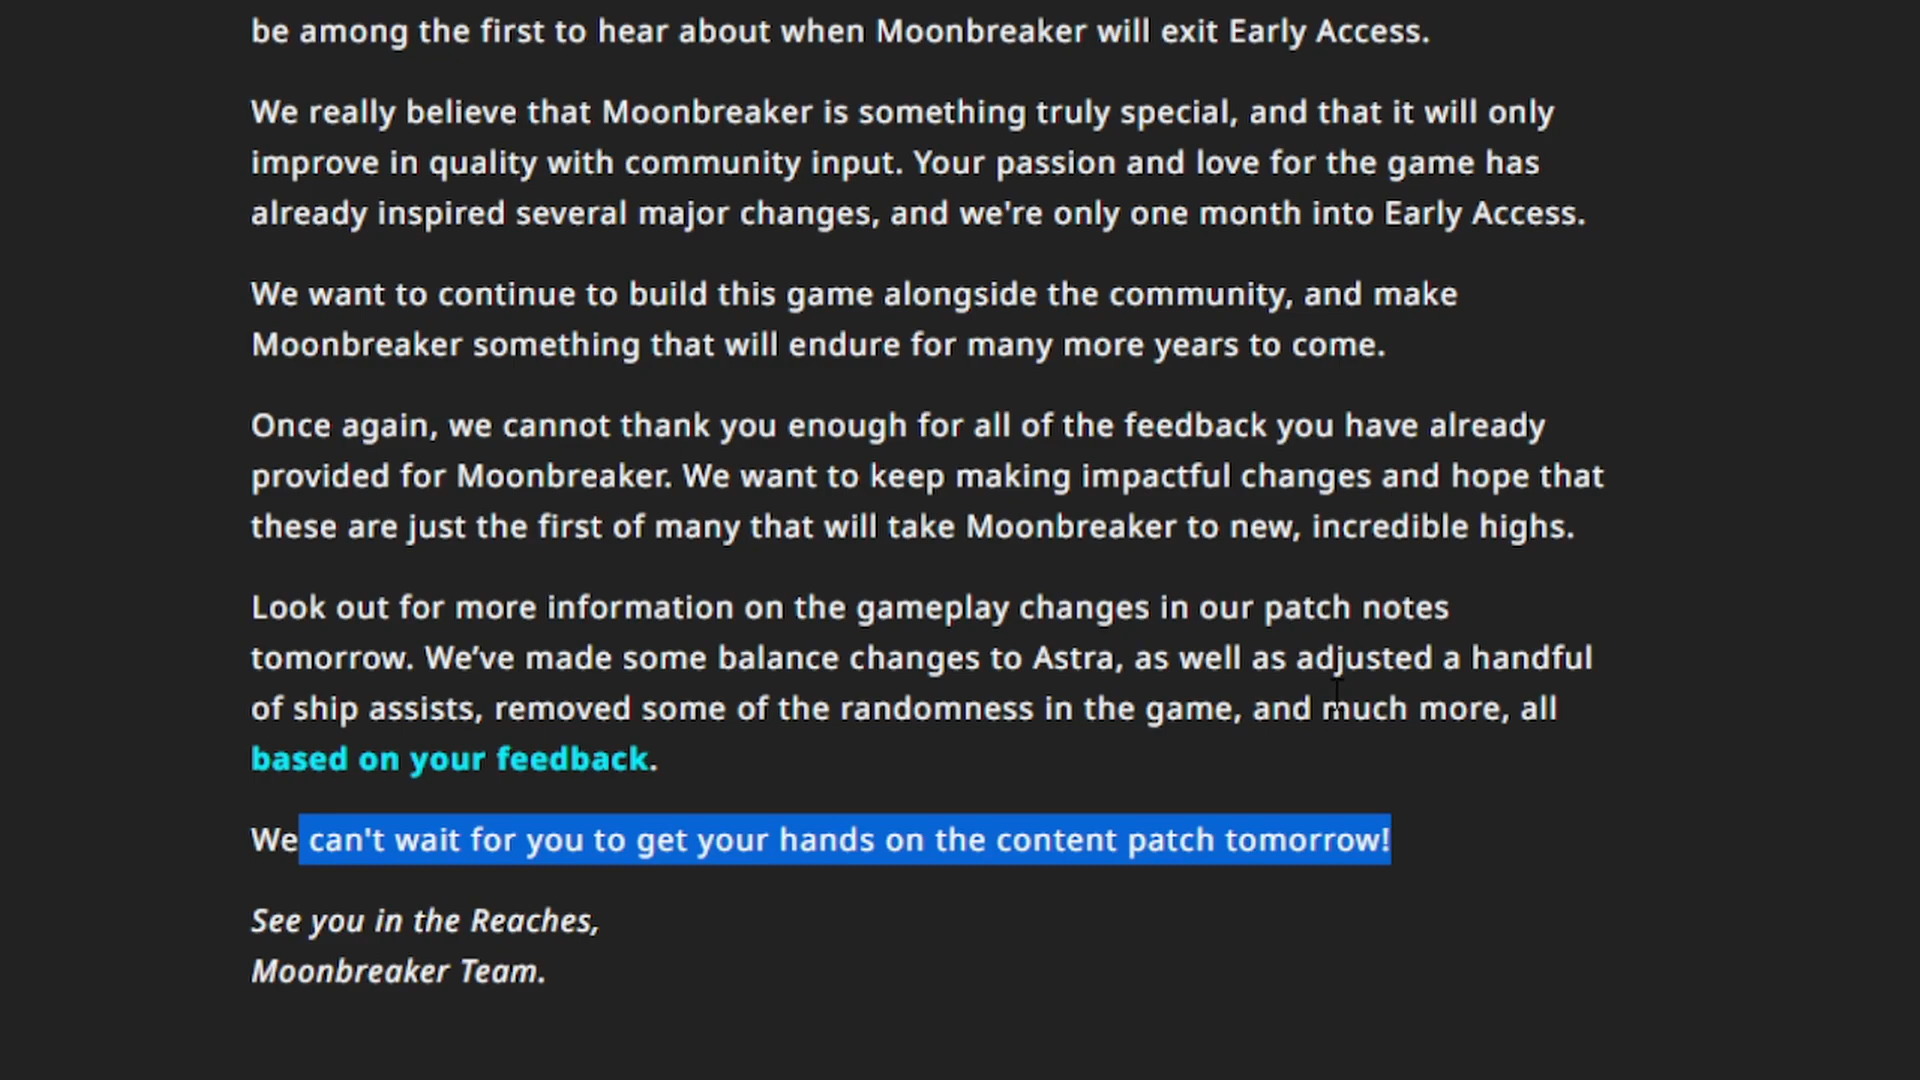 be among the first to hear about when Moonbreaker will exit Early Access.
We really believe that Moonbreaker is something truly special, and that it will only
improve in quality with community input. Your passion and love for the game has
already inspired several major changes, and we're only one month into Early Access.
We want to continue to build this game alongside the community, and make
Moonbreaker something that will endure for many more years to come.
Once again, we cannot thank you enough for all of the feedback you have already
provided for Moonbreaker. We want to keep making impactful changes and hope that
these are just the first of many that will take Moonbreaker to new, incredible highs.
Look out for more information on the gameplay changes in our patch notes
tomorrow. We’ve made some balance changes to Astra, as well as adjusted a handful
of ship assists, removed some of the randomness in the game, and much more, all
based on your feedback.
We can't wait for you to get your hands on the content patch tomorrow!
See you in the Reaches,
Moonbreaker Team.